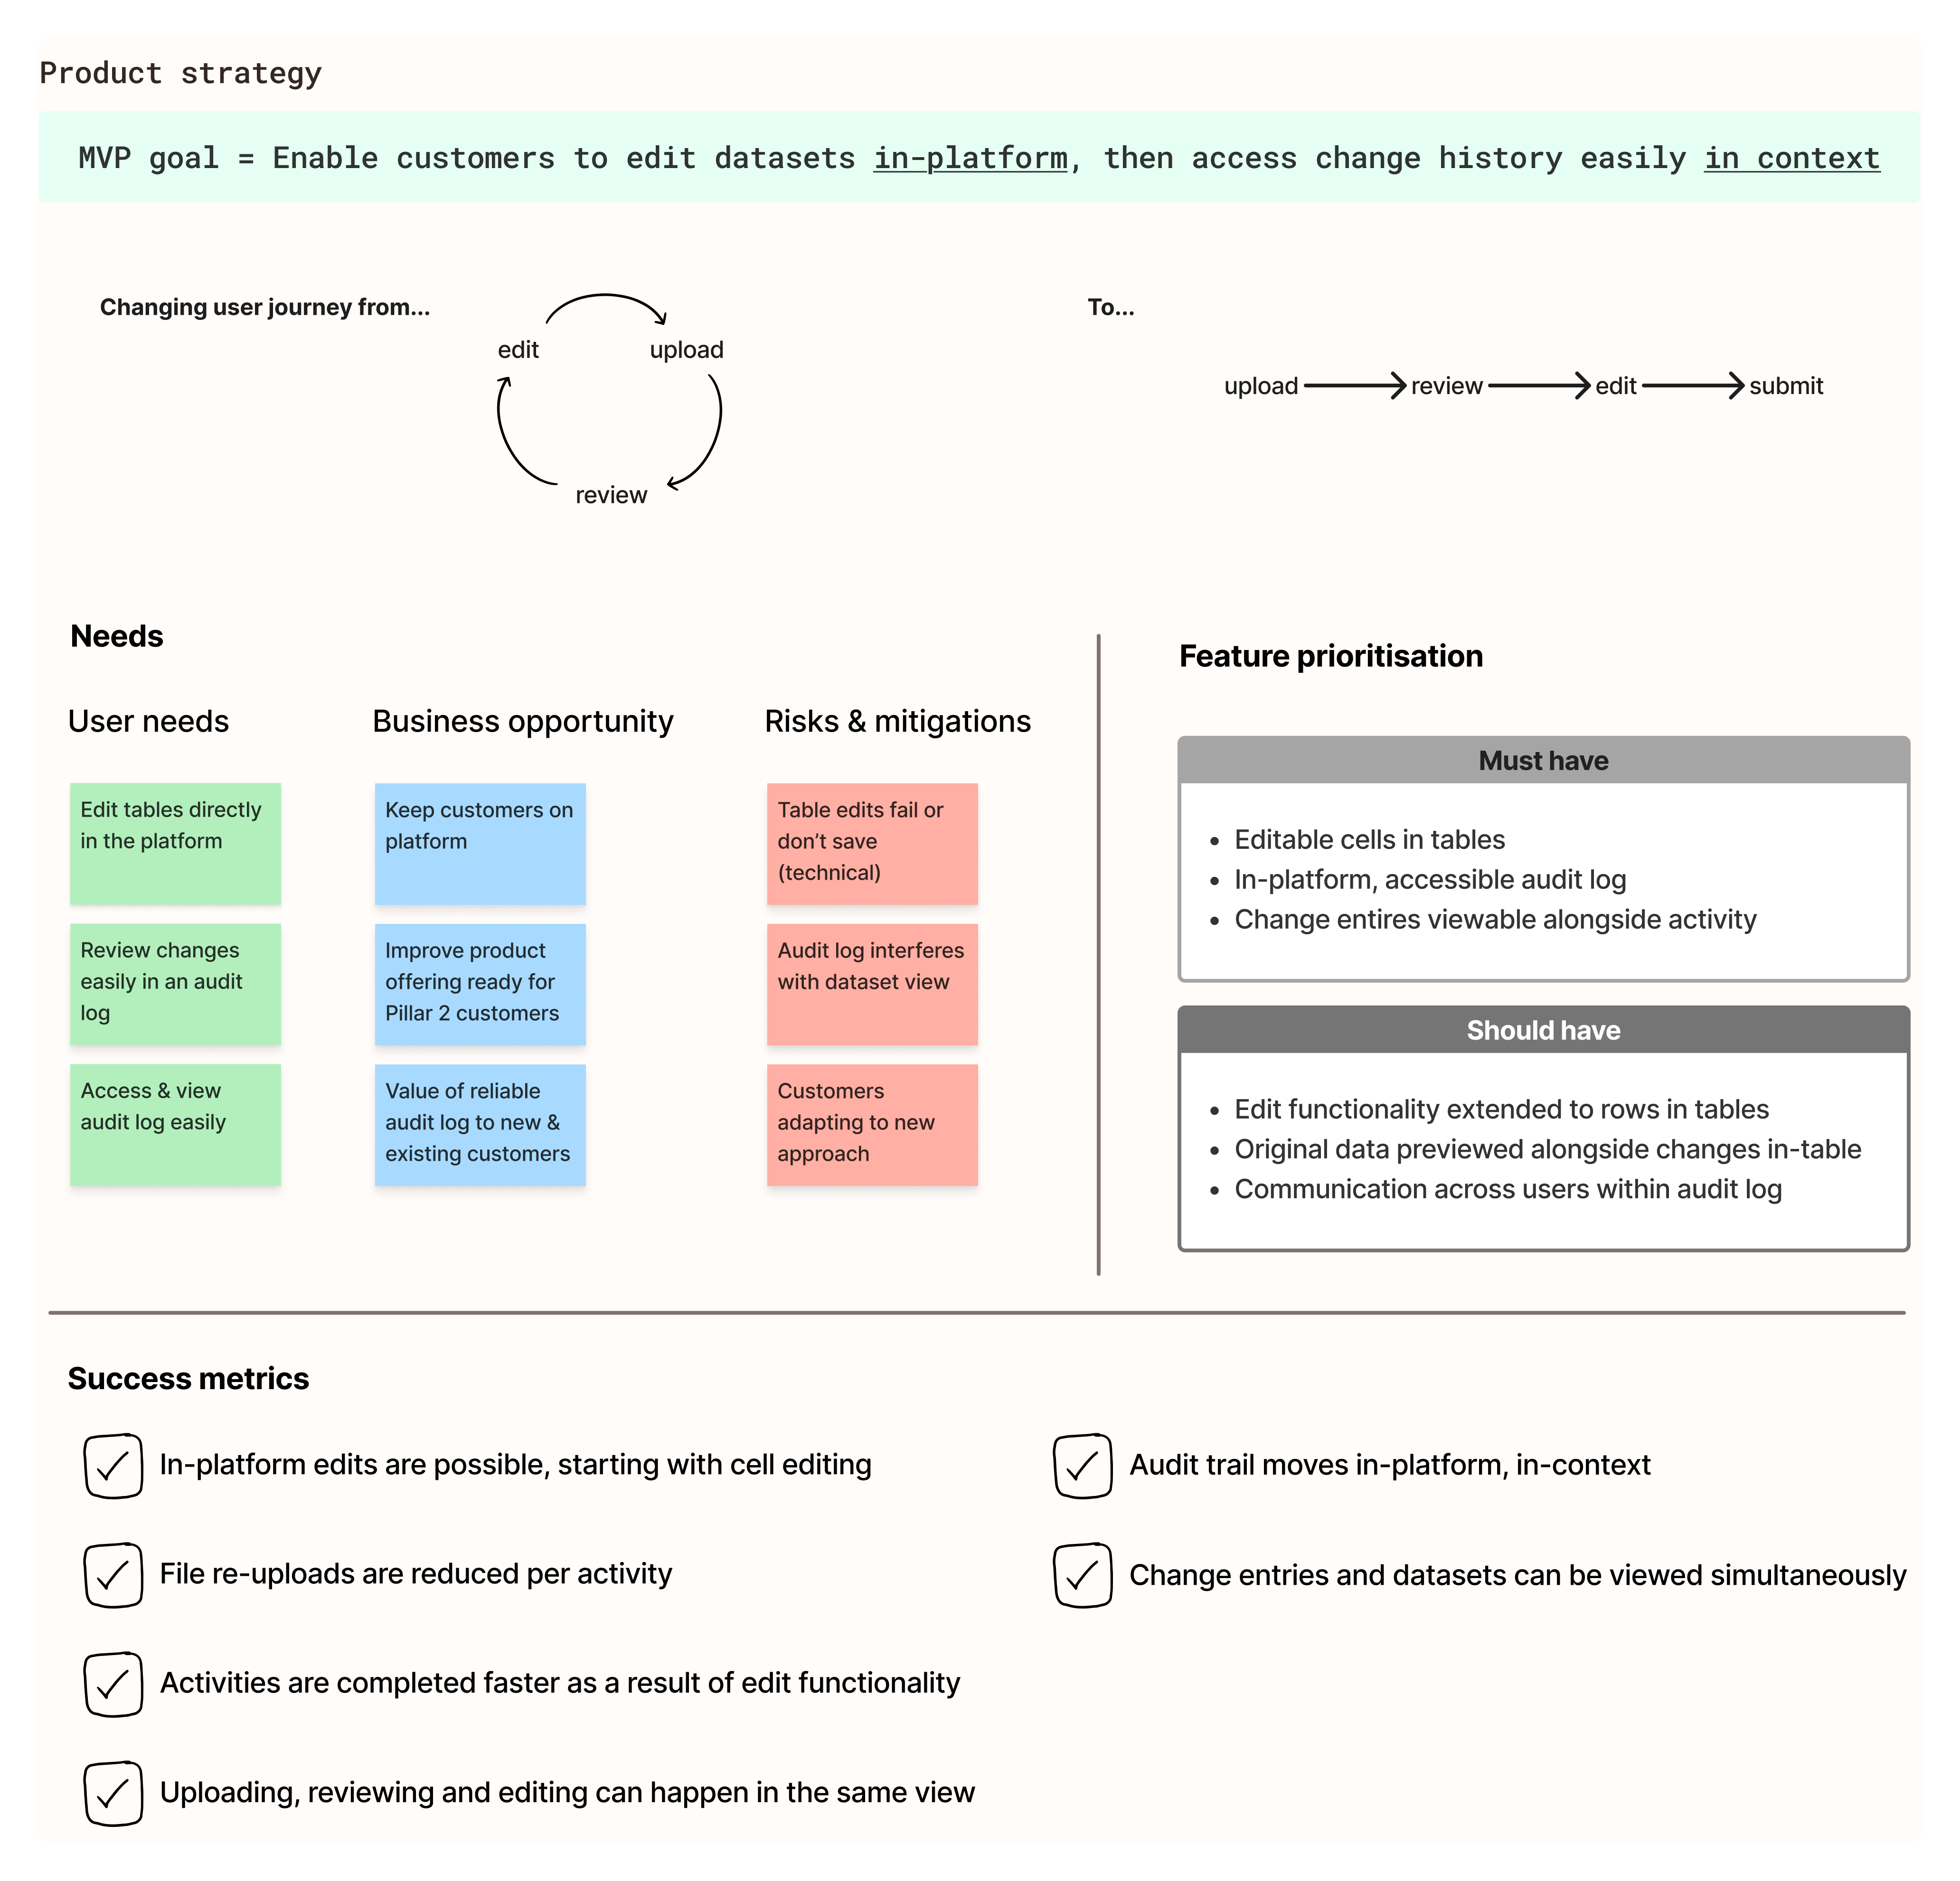 Product strategy
MVP goal = Enable customers to edit datasets in-platform, then access change history easily in context
Changing user journey from...
edit
upload
review
To...
upload
review
edit
submit
Needs
User needs
Edit tables directly
in the platform
Review changes
easily in an audit
log
Access & view
audit log easily
Business opportunity
Keep customers on
platform
Improve product
offering ready for
Pillar 2 customers
Value of reliable
audit log to new &
existing customers
Risks & mitigations
Table edits fail or
don’t save
(technical)
Audit log interferes
with dataset view
Customers
adapting to new
approach
Feature prioritisation
Must have
• Editable cells in tables
• In-platform, accessible audit log
• Change entires viewable alongside activity
Should have
• Edit functionality extended to rows in tables
• Original data previewed alongside changes in-table
• Communication across users within audit log
Success metrics
In-platform edits are possible, starting with cell editing
File re-uploads are reduced per activity
Activities are completed faster as a result of edit functionality
Uploading, reviewing and editing can happen in the same view
Audit trail moves in-platform, in-context
Change entries and datasets can be viewed simultaneously